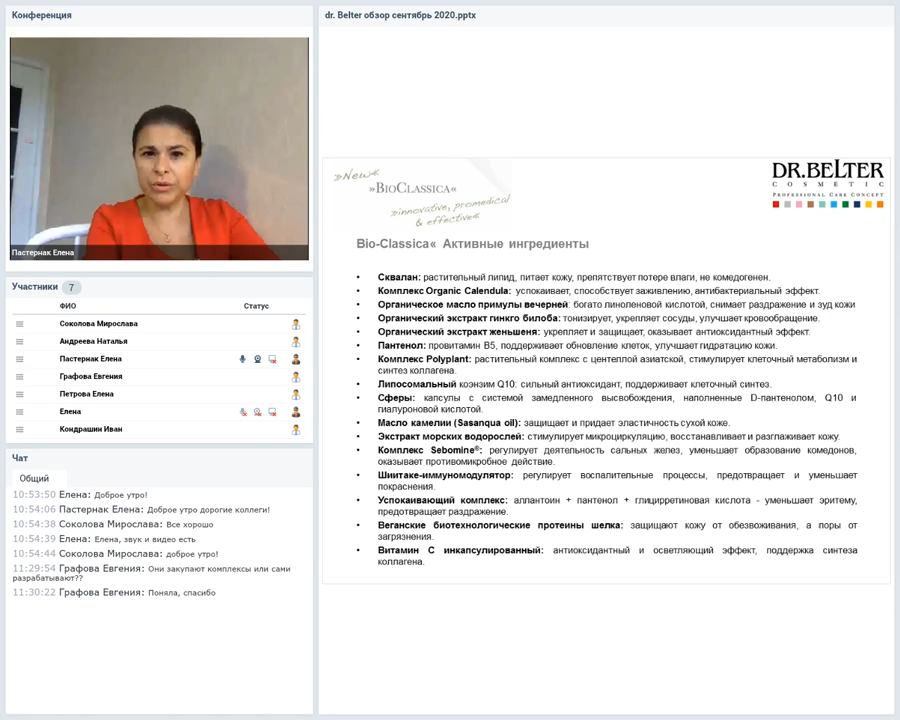 Конференция
Пастернак Елена
Участники 7
ФИО Статус
Соколова Мирослава
Андреева Наталья
Пастернак Елена
Графова Евгения
Петрова Елена
Елена
Кондрашин Иван
Чат
Общий
10:53:50 Елена: Доброе утро!
10:54:06 Пастернак Елена: Доброе утро дорогие коллеги!
10:54:38 Соколова Мирослава: Все хорошо
10:54:39 Елена: Елена, звук и видео есть
10:54:44 Соколова Мирослава: доброе утро!
11:29:54 Графова Евгения: Они закупают комплексы или сами
разрабатывают??
11:30:22 Графова Евгения: Поняла, спасибо
dr. Belter обзор сентябрь 2020.pptx
»New«
»BIOCLASSICA«
»innovative, promedical
& effective«
DR.BELTER
COSMETIC
PROFESSIONAL CARE CONCEPT
Bio-Classica« Активные ингредиенты
• Сквалан: растительный липид, питает кожу, препятствует потере влаги, не комедогенен.
• Комплекс Organic Calendula: успокаивает, способствует заживлению, антибактериальный эффект.
• Органическое масло примулы вечерней: богато линоленовой кислотой, снимает раздражение и зуд кожи
• Органический экстракт гинкго билоба: тонизирует, укрепляет сосуды, улучшает кровообращение.
• Органический экстракт женьшеня: укрепляет и защищает, оказывает антиоксидантный эффект.
• Пантенол: провитамин В5, поддерживает обновление клеток, улучшает гидратацию кожи.
• Комплекс Polyplant: растительный комплекс с центеллой азиатской, стимулирует клеточный метаболизм и
синтез коллагена.
• Липосомальный коэнзим Q10: сильный антиоксидант, поддерживает клеточный синтез.
• Сферы: капсулы с системой замедленного высвобождения, наполненные D-пантенолом, Q10 и
гиалуроновой кислотой.
• Масло камелии (Sasanqua oil): защищает и придает эластичность сухой коже.
• Экстракт морских водорослей: стимулирует микроциркуляцию, восстанавливает и разглаживает кожу.
• Комплекс Sebomine®: регулирует деятельность сальных желез, уменьшает образование комедонов,
оказывает противомикробное действие.
• Шиитаке-иммуномодулятор: регулирует воспалительные процессы, предотвращает и уменьшает
покраснения.
• Успокаивающий комплекс: аллантоин + пантенол + глицирретиновая кислота - уменьшает эритему,
предотвращает раздражение.
• Веганские биотехнологические протеины шелка: защищают кожу от обезвоживания, а поры от
загрязнения.
• Витамин С инкапсулированный: антиоксидантный и осветляющий эффект, поддержка синтеза
коллагена.